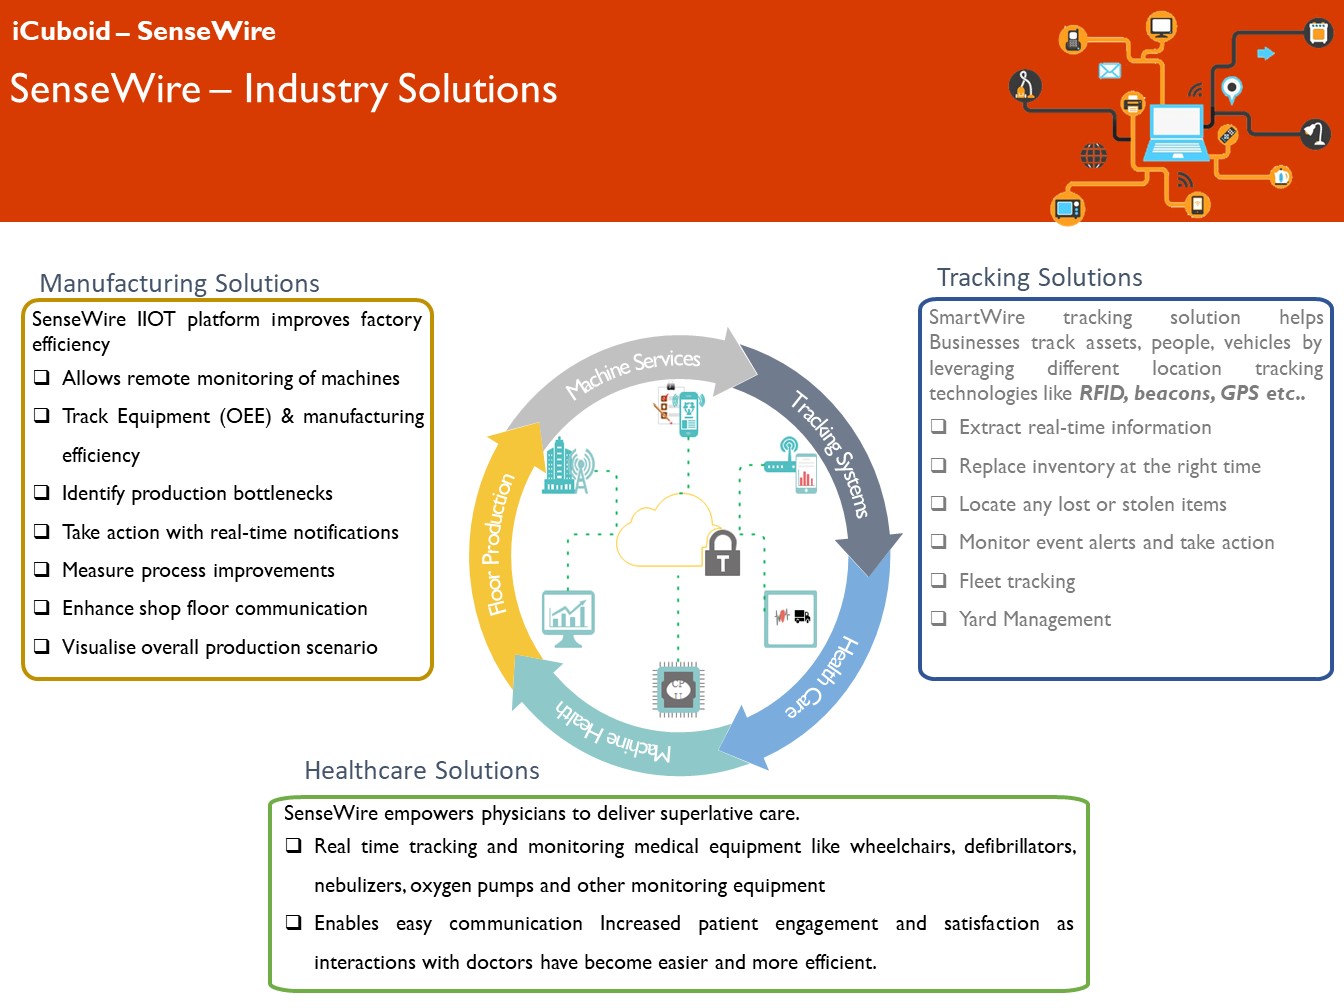 iCuboid – SenseWire
SenseWire – Industry Solutions
Manufacturing Solutions
SenseWire IIOT platform improves factory
efficiency
Allows remote monitoring of machines
Track Equipment (OEE) & manufacturing
efficiency
Identify production bottlenecks
Take action with real-time notifications
Measure process improvements
Enhance shop floor communication
Visualise overall production scenario
Machine Services
Tracking Systems
Health Care
Machine Health
Floor Production
T
CP
U
Tracking Solutions
SmartWire tracking solution helps
Businesses track assets, people, vehicles by
leveraging different location tracking
technologies like RFID, beacons, GPS etc..
Extract real-time information
Replace inventory at the right time
Locate any lost or stolen items
Monitor event alerts and take action
Fleet tracking
Yard Management
Healthcare Solutions
SenseWire empowers physicians to deliver superlative care.
Real time tracking and monitoring medical equipment like wheelchairs, defibrillators,
nebulizers, oxygen pumps and other monitoring equipment
Enables easy communication Increased patient engagement and satisfaction as
interactions with doctors have become easier and more efficient.